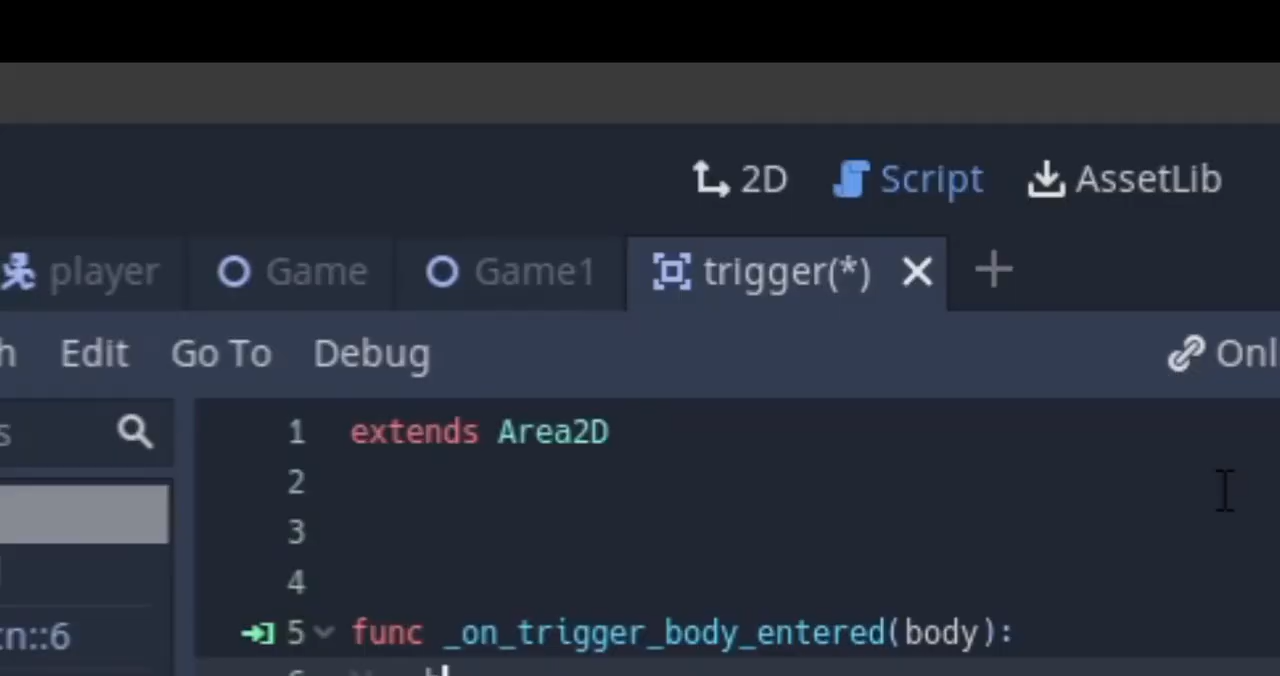 2D Script AssetLib
player Game Game1 trigger(*)
Edit Go To Debug
1 extends Area2D
2
3
4
5 func _on_trigger_body_entered(body):